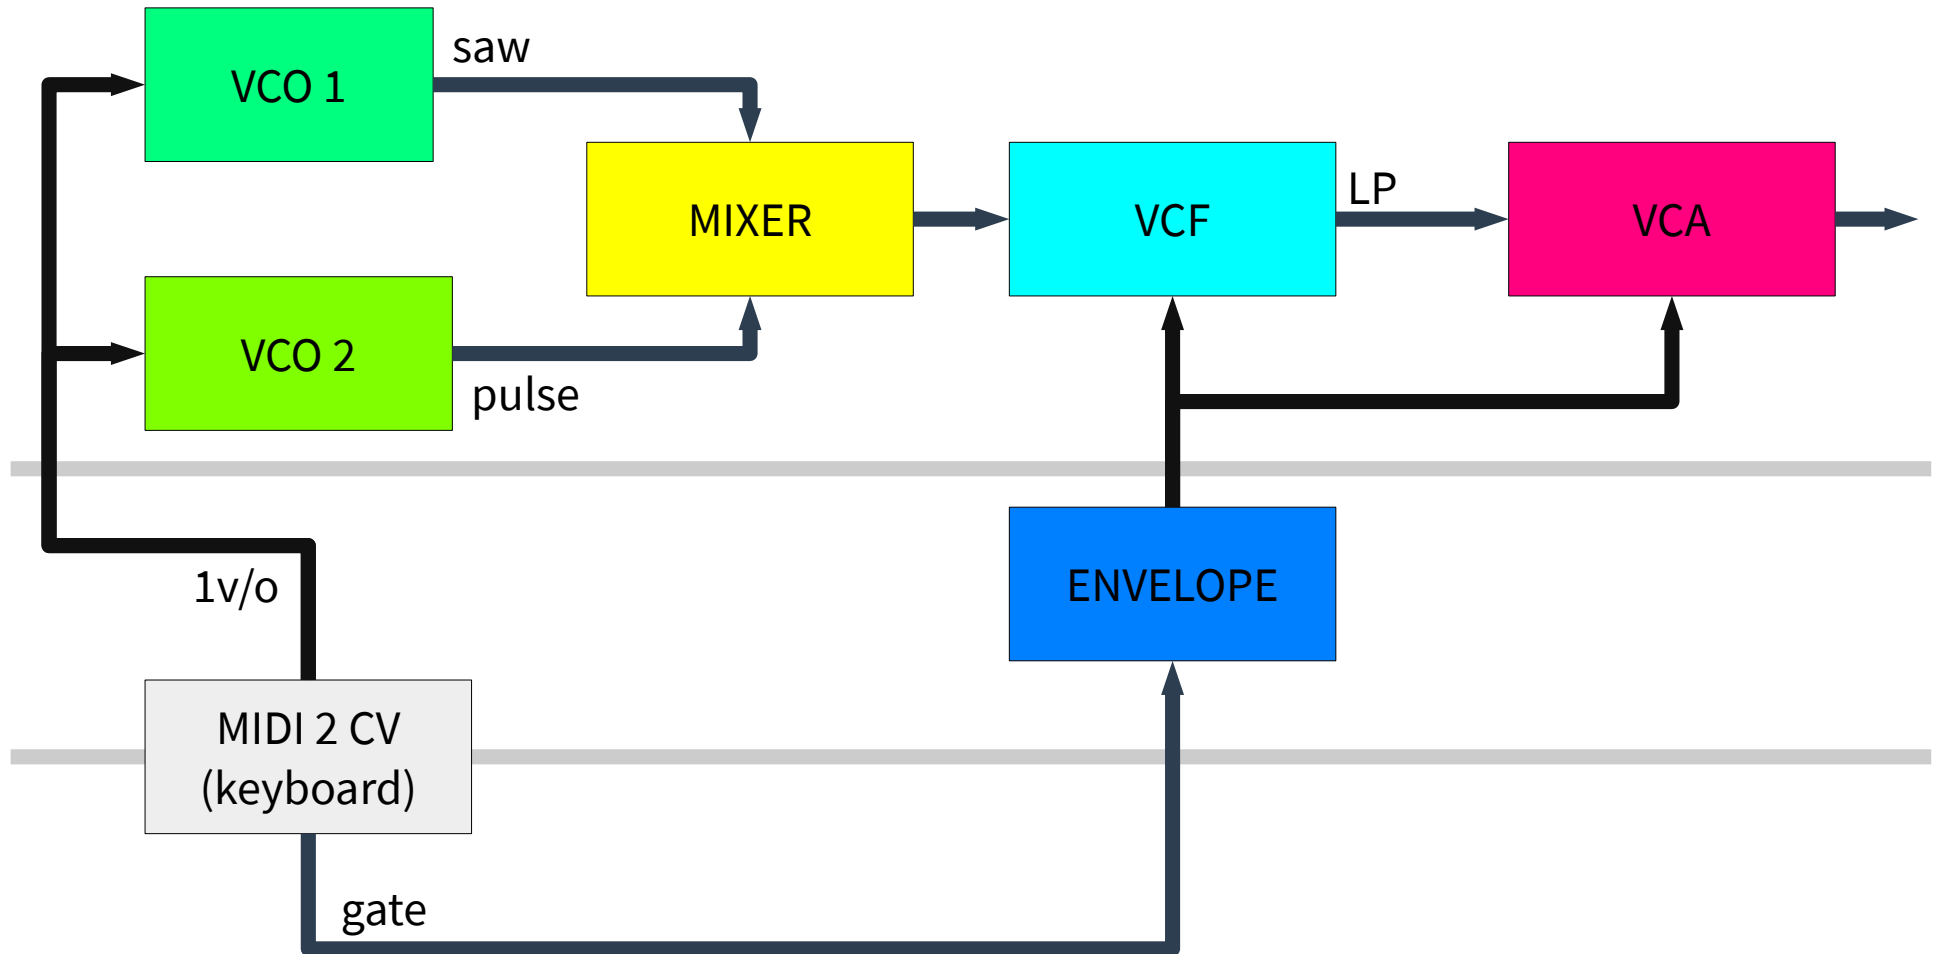 VCO 1
saw
MIXER
VCF
LP
VCA
VCO 2
pulse
1v/o
ENVELOPE
MIDI 2 CV
(keyboard)
gate